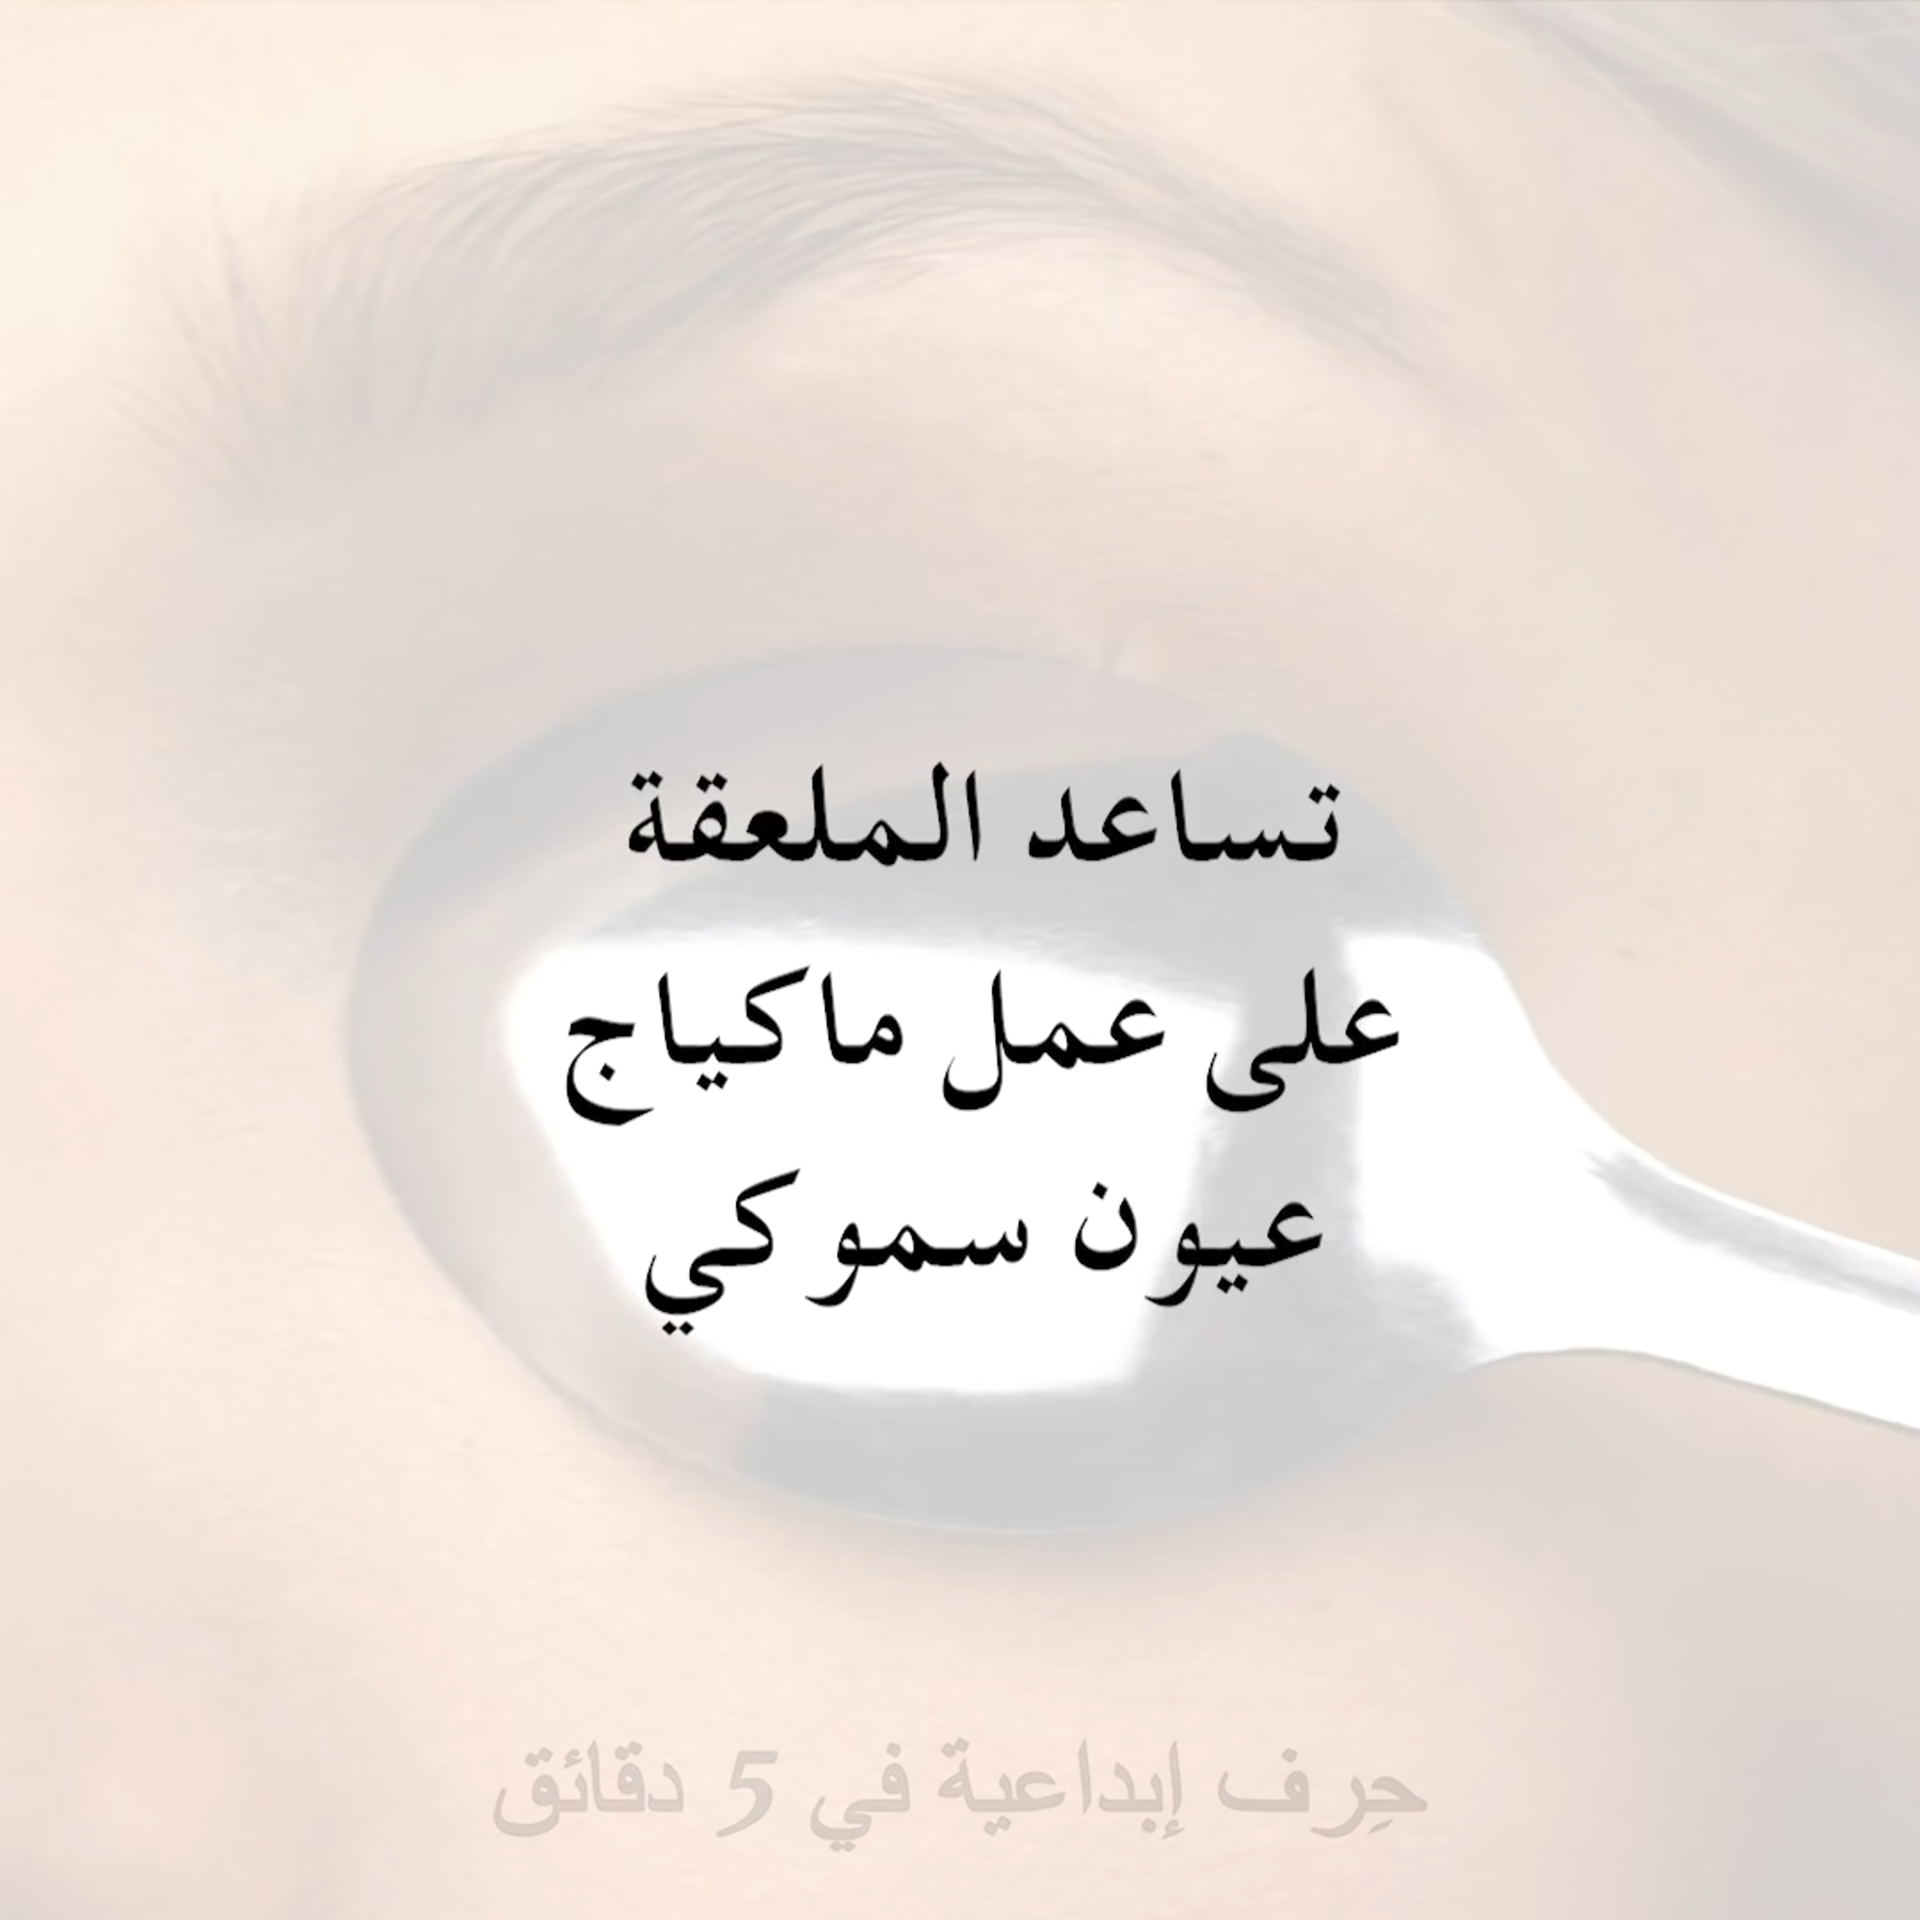 تساعد الملعقة
على عمل ماكياج
عيون سموكي
حِرف إبداعية في 5 دقائق